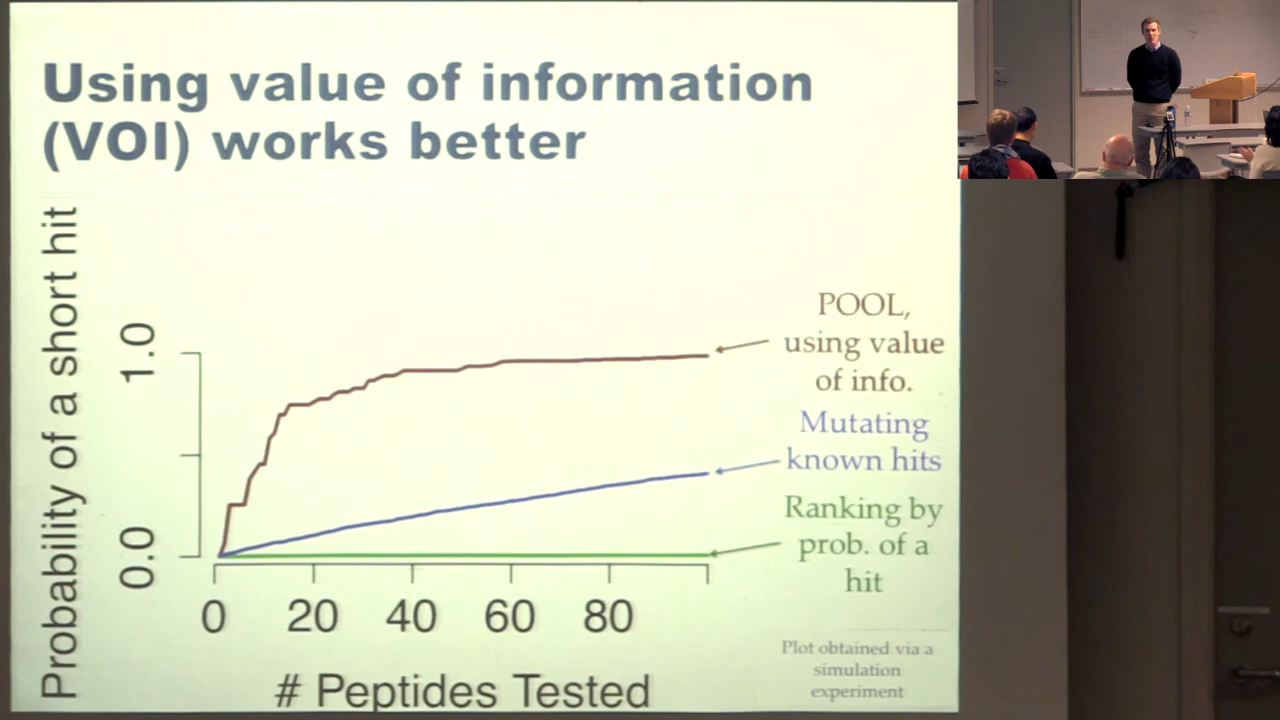 Using value of information
(VOI) works better
Probability of a short hit
1.0
0.0
0
20
40
60
80
# Peptides Tested
POOL,
using value
of info.
Mutating
known hits
Ranking by
prob. of a
hit
Plot obtained via a
simulation
experiment